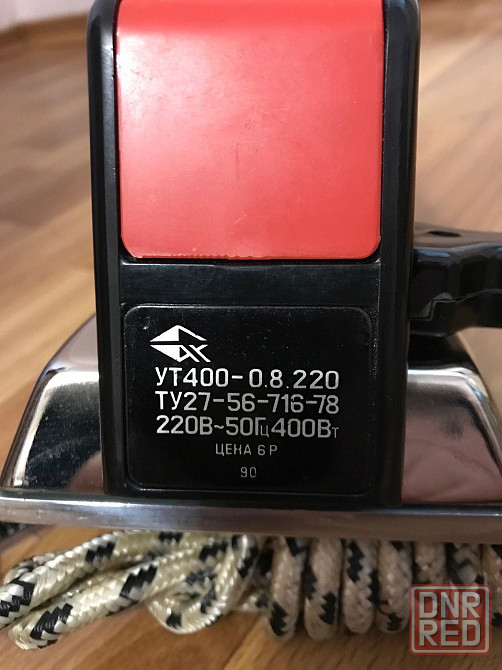 УТ400-0.8.220
ТУ27-56-716-78
220В~50Гц400Вт
ЦЕНА 6 Р
90
DNR
RED